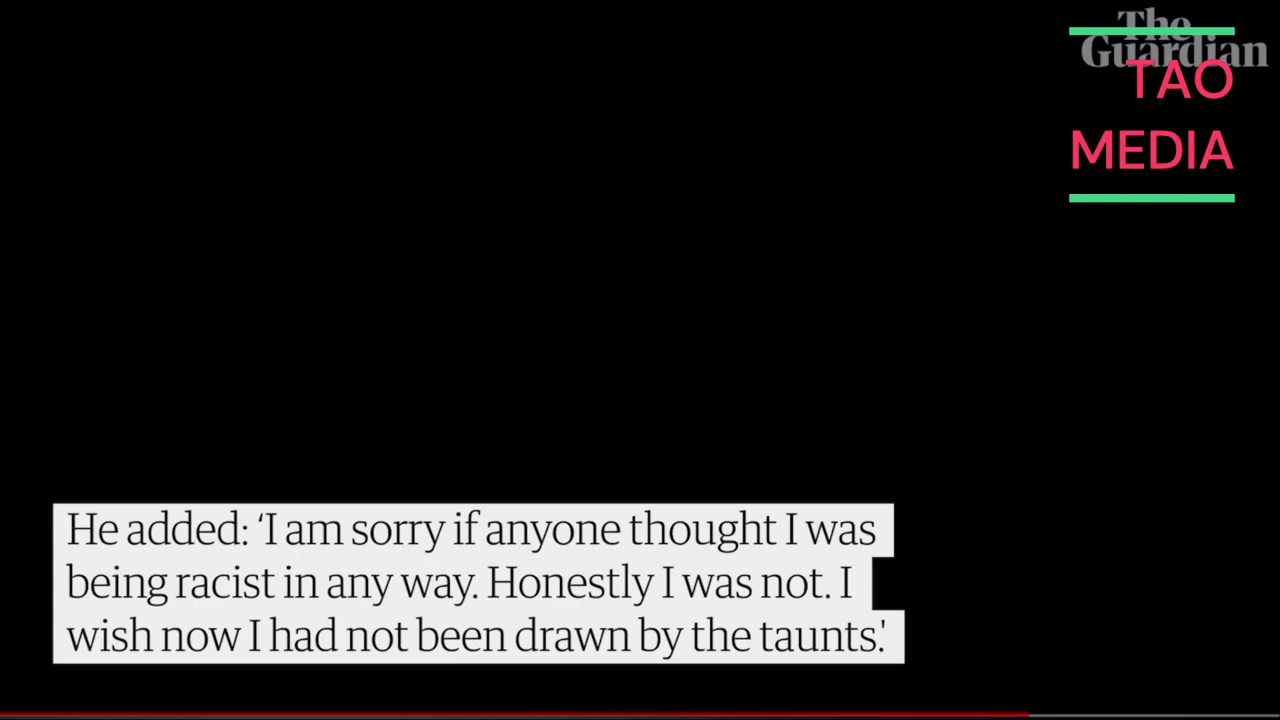 The
Guardian
TAO
MEDIA
He added: ‘I am sorry if anyone thought I was
being racist in any way. Honestly I was not. I
wish now I had not been drawn by the taunts.'